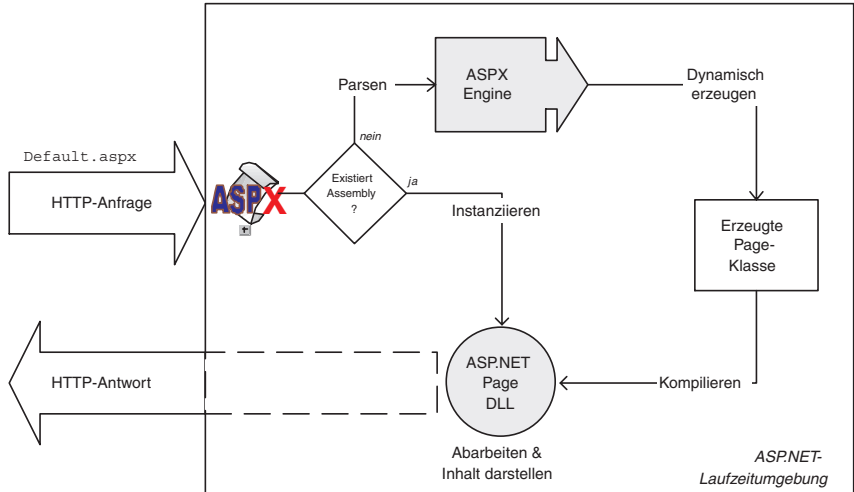 Parsen
ASPX
Engine
Dynamisch
erzeugen
nein
Default.aspx
HTTP-Anfrage
ASPX
Existiert
Assembly
?
ja
Instanziieren
Erzeugte
Page-
Klasse
HTTP-Antwort
ASP.NET
Page
DLL
Kompilieren
Abarbeiten &
Inhalt darstellen
ASP.NET-
Laufzeitumgebung